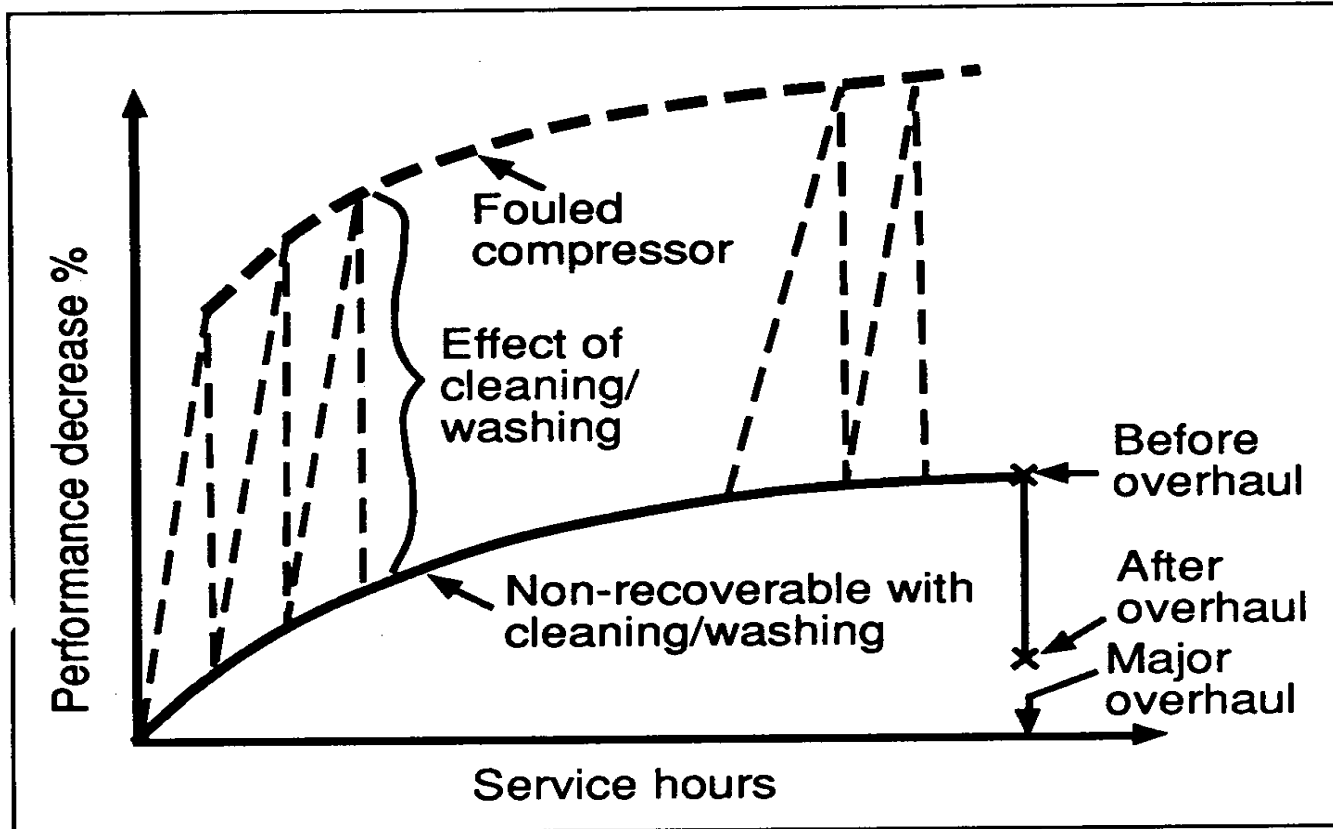 Performance decrease %
Fouled
compressor
Effect of
cleaning/
washing
Non-recoverable with
cleaning/washing
Before
overhaul
After
overhaul
Major
overhaul
Service hours